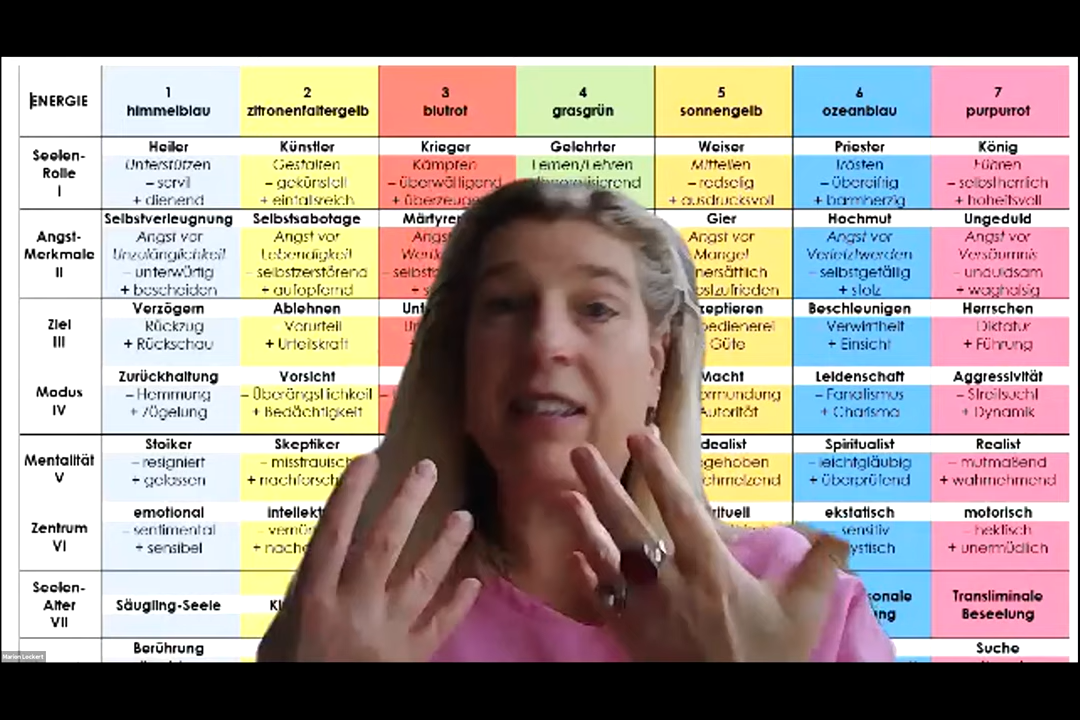 ENERGIE
1 2 3 4 5 6 7
himmelblau zitronenfaltergelb blutrot grasgrün sonnengelb ozeanblau purpurrot
Seelen-
Rolle
I
Heiler Künstler Krieger Gelehrter Weiser Priester König
Unterstützen Gestalten Kämpfen Lernen/Lehren Mitteilen Trösten Führen
– servil – gekünstelt – überwältigend – redselig – übereifrig – selbstherrlich
+ dienend + einfallsreich + ausdrucksvoll + barmherzig + hoheitsvoll
Angst-
Merkmale
II
Selbstverleugnung Selbstsabotage Gier Hochmut Ungeduld
Angst vor Angst vor Angst vor Angst vor Angst vor
Unzulänglichkeit Lebendigkeit Mangel Verletztwerden Versäumnis
– unterwürfig – selbstzerstörend – selbstgefällig – unduldsam
+ bescheiden + aufopfernd + stolz + waghalsig
Ziel
III
Verzögern Ablehnen Beschleunigen Herrschen
– Rückzug – Vorurteil – Verwirrtheit – Diktatur
+ Rückschau + Urteilskraft Güte + Einsicht + Führung
Modus
IV
Zurückhaltung Vorsicht Macht Leidenschaft Aggressivität
– Hemmung – Überängstlichkeit – Fanatismus – Streitsucht
+ Zügelung + Bedächtigkeit Autorität + Charisma + Dynamik
Mentalität
V
Stoiker Skeptiker Spiritualist Realist
– resigniert – misstrauisch – leichtgläubig – mutmaßend
+ gelassen + überprüfend + wahrnehmend
Zentrum
VI
emotional ekstatisch motorisch
– sentimental sensitiv – hektisch
+ sensibel + unermüdlich
Seelen-
Alter
VII
Säugling-Seele Transliminale
Beseelung
Berührung Suche
Marion Lockert